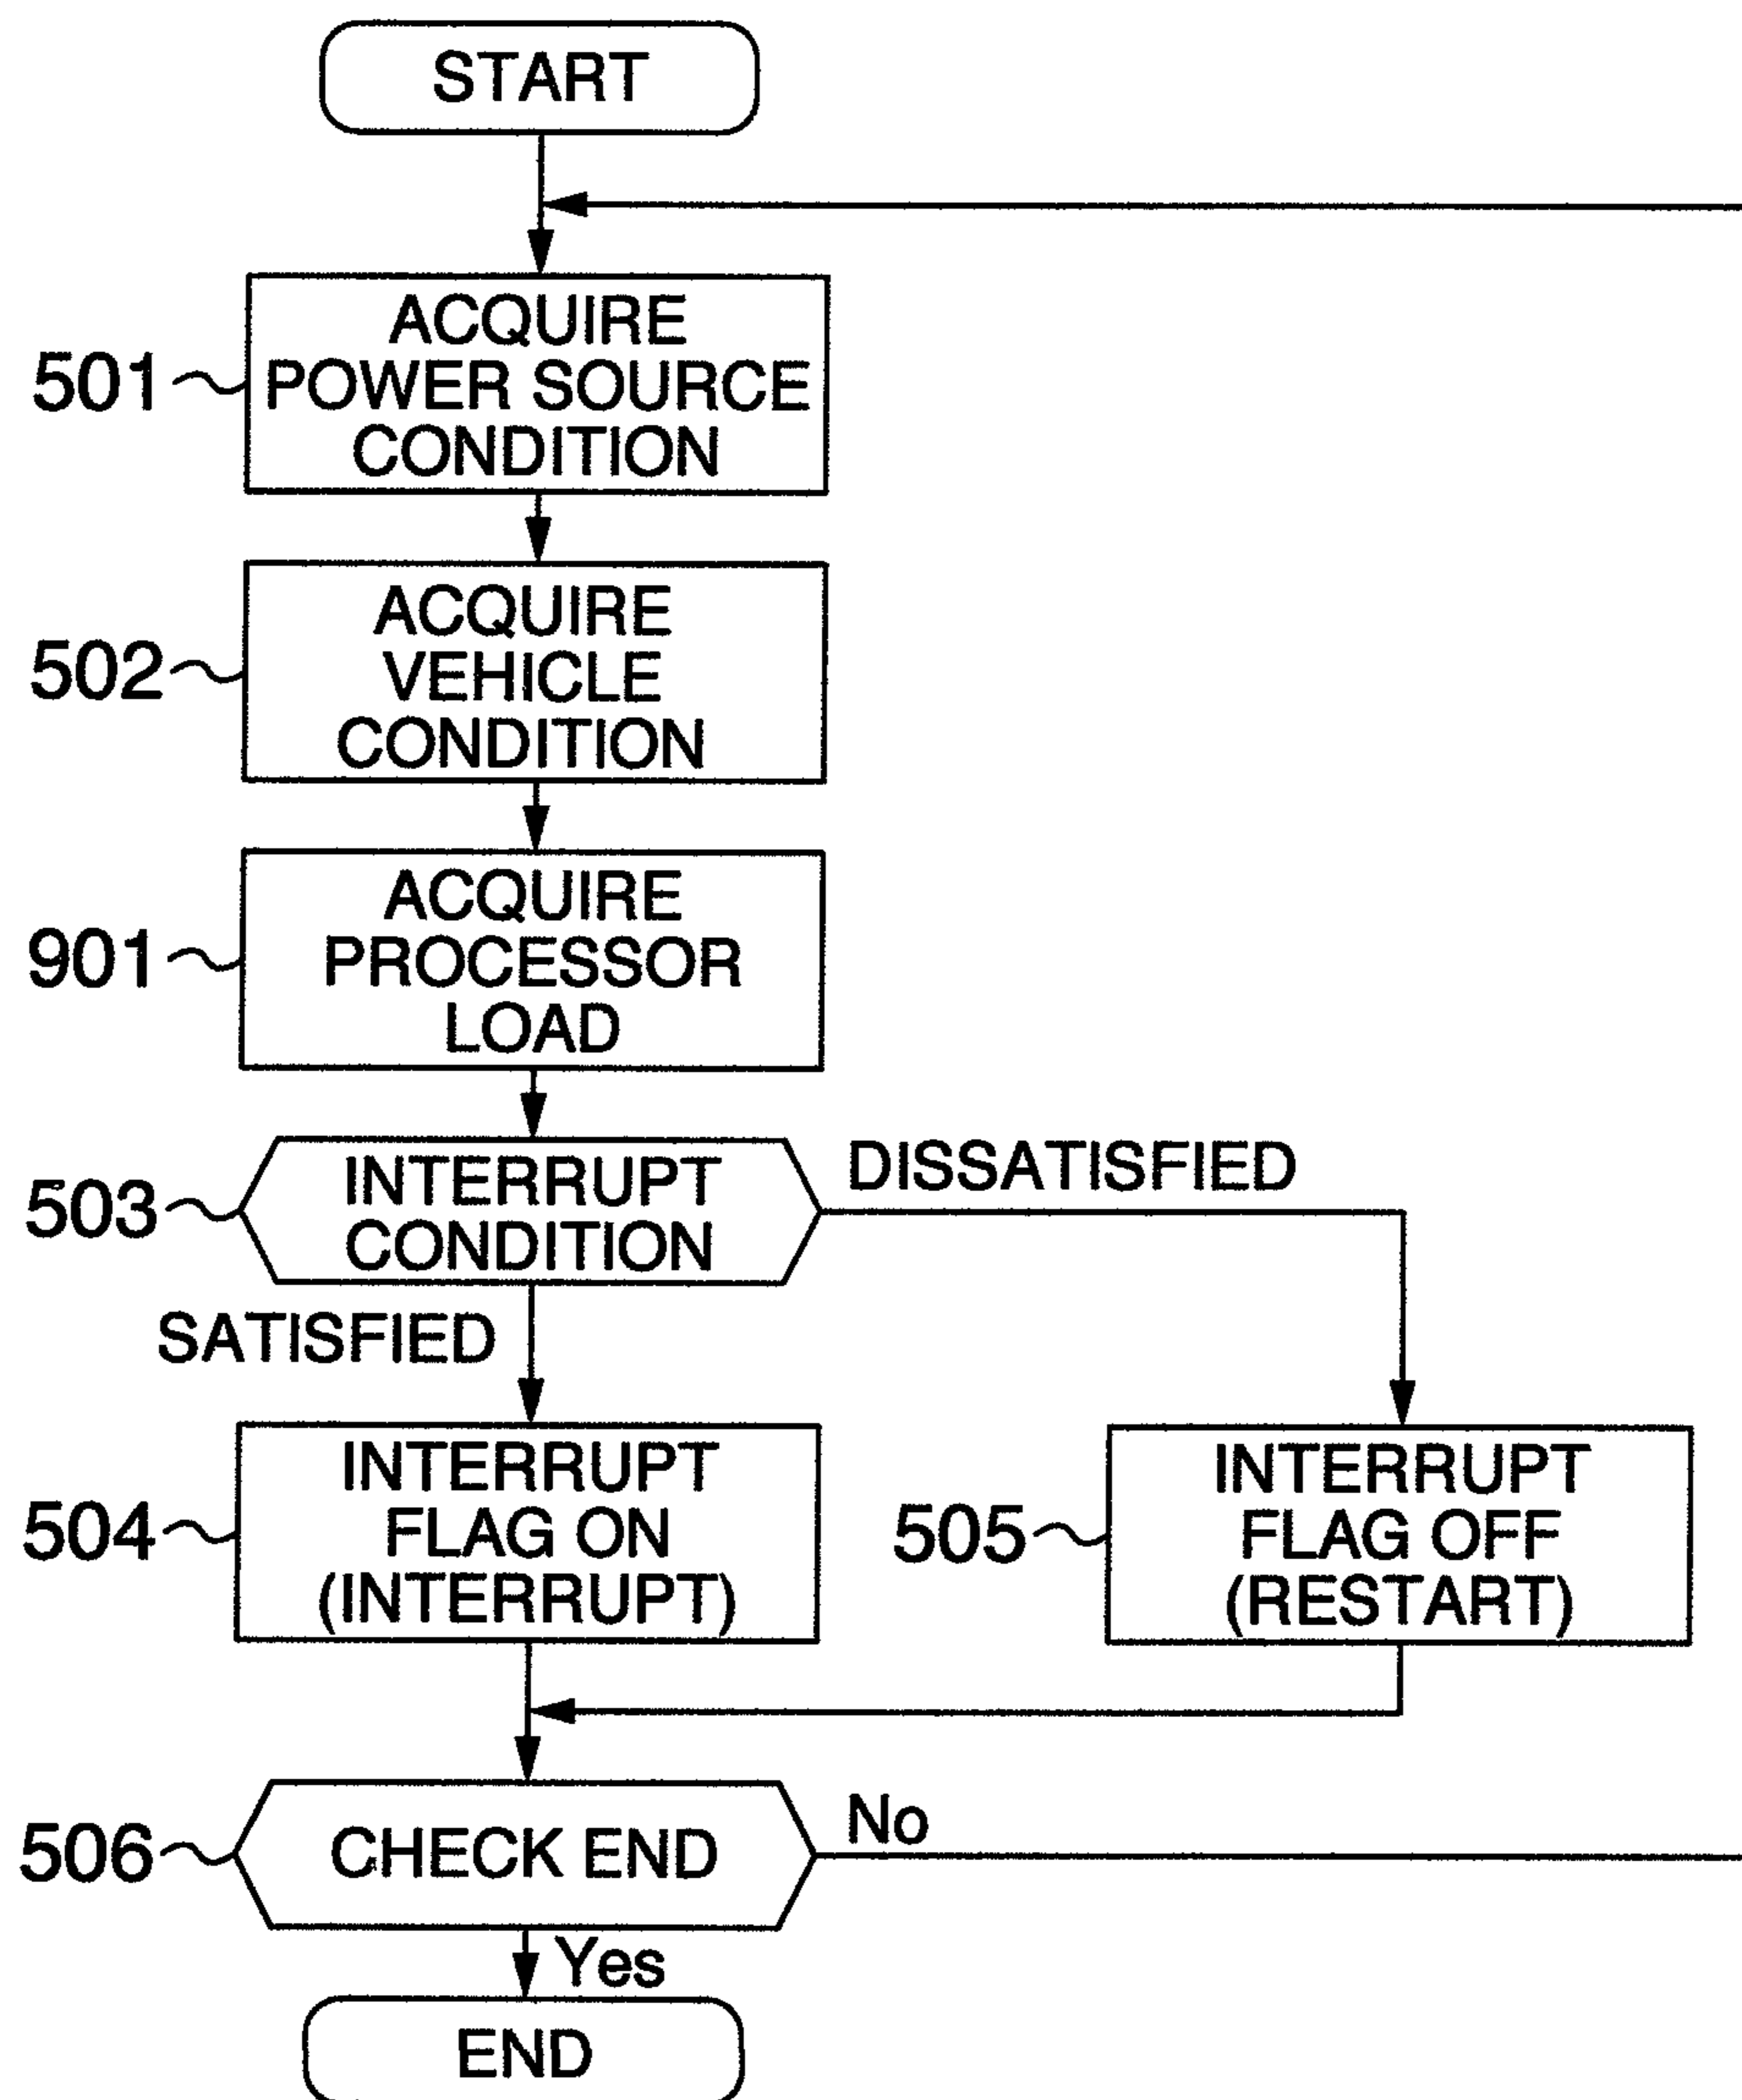 START
501
ACQUIRE
POWER SOURCE
CONDITION
502
ACQUIRE
VEHICLE
CONDITION
901
ACQUIRE
PROCESSOR
LOAD
503
INTERRUPT
CONDITION
DISSATISFIED
SATISFIED
504
INTERRUPT
FLAG ON
(INTERRUPT)
505
INTERRUPT
FLAG OFF
(RESTART)
506
CHECK END
No
Yes
END